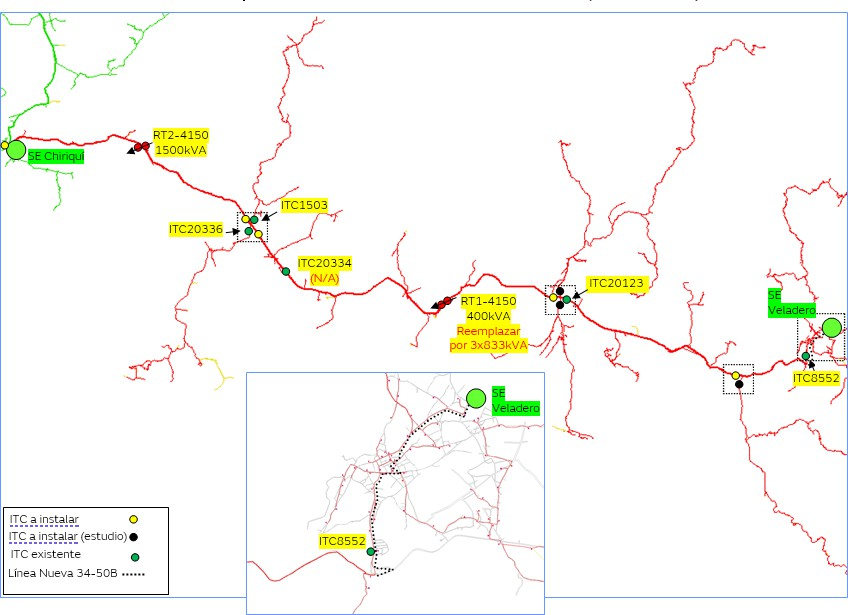 RT2-4150
1500kVA
SE Chiriquí
ITC1503
ITC20336
ITC20334
(N/A)
ITC20123
RT1-4150
400kVA
Reemplazar
por 3x833kVA
SE
Veladero
ITC8552
SE
Veladero
ITC8552
ITC a instalar
ITC a instalar (estudio)
ITC existente
Línea Nueva 34-50B